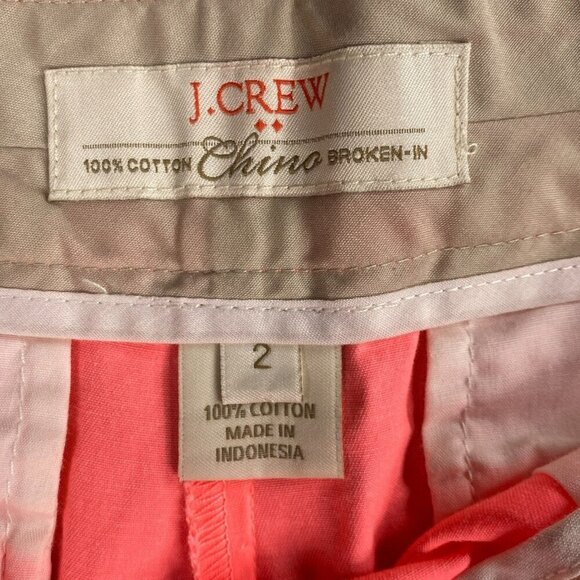 J.CREW
100% COTTON Chino BROKEN-IN
2
100% COTTON
MADE IN
INDONESIA